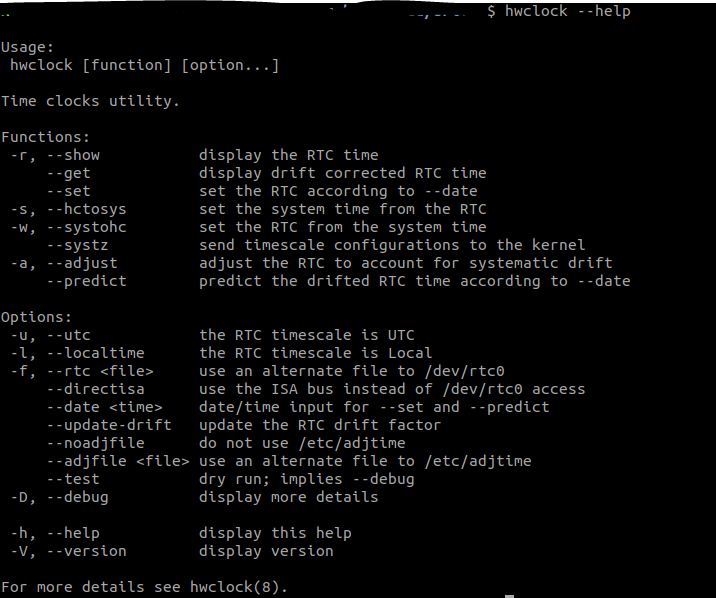 $ hwclock --help
Usage:
hwclock [function] [option...]
Time clocks utility.
Functions:
-r, --show display the RTC time
--get display drift corrected RTC time
--set set the RTC according to --date
-s, --hctosys set the system time from the RTC
-w, --systohc set the RTC from the system time
--systz send timescale configurations to the kernel
-a, --adjust adjust the RTC to account for systematic drift
--predict predict the drifted RTC time according to --date
Options:
-u, --utc the RTC timescale is UTC
-l, --localtime the RTC timescale is Local
-f, --rtc <file> use an alternate file to /dev/rtc0
--directisa use the ISA bus instead of /dev/rtc0 access
--date <time> date/time input for --set and --predict
--update-drift update the RTC drift factor
--noadjfile do not use /etc/adjtime
--adjfile <file> use an alternate file to /etc/adjtime
--test dry run; implies --debug
-D, --debug display more details
-h, --help display this help
-V, --version display version
For more details see hwclock(8).